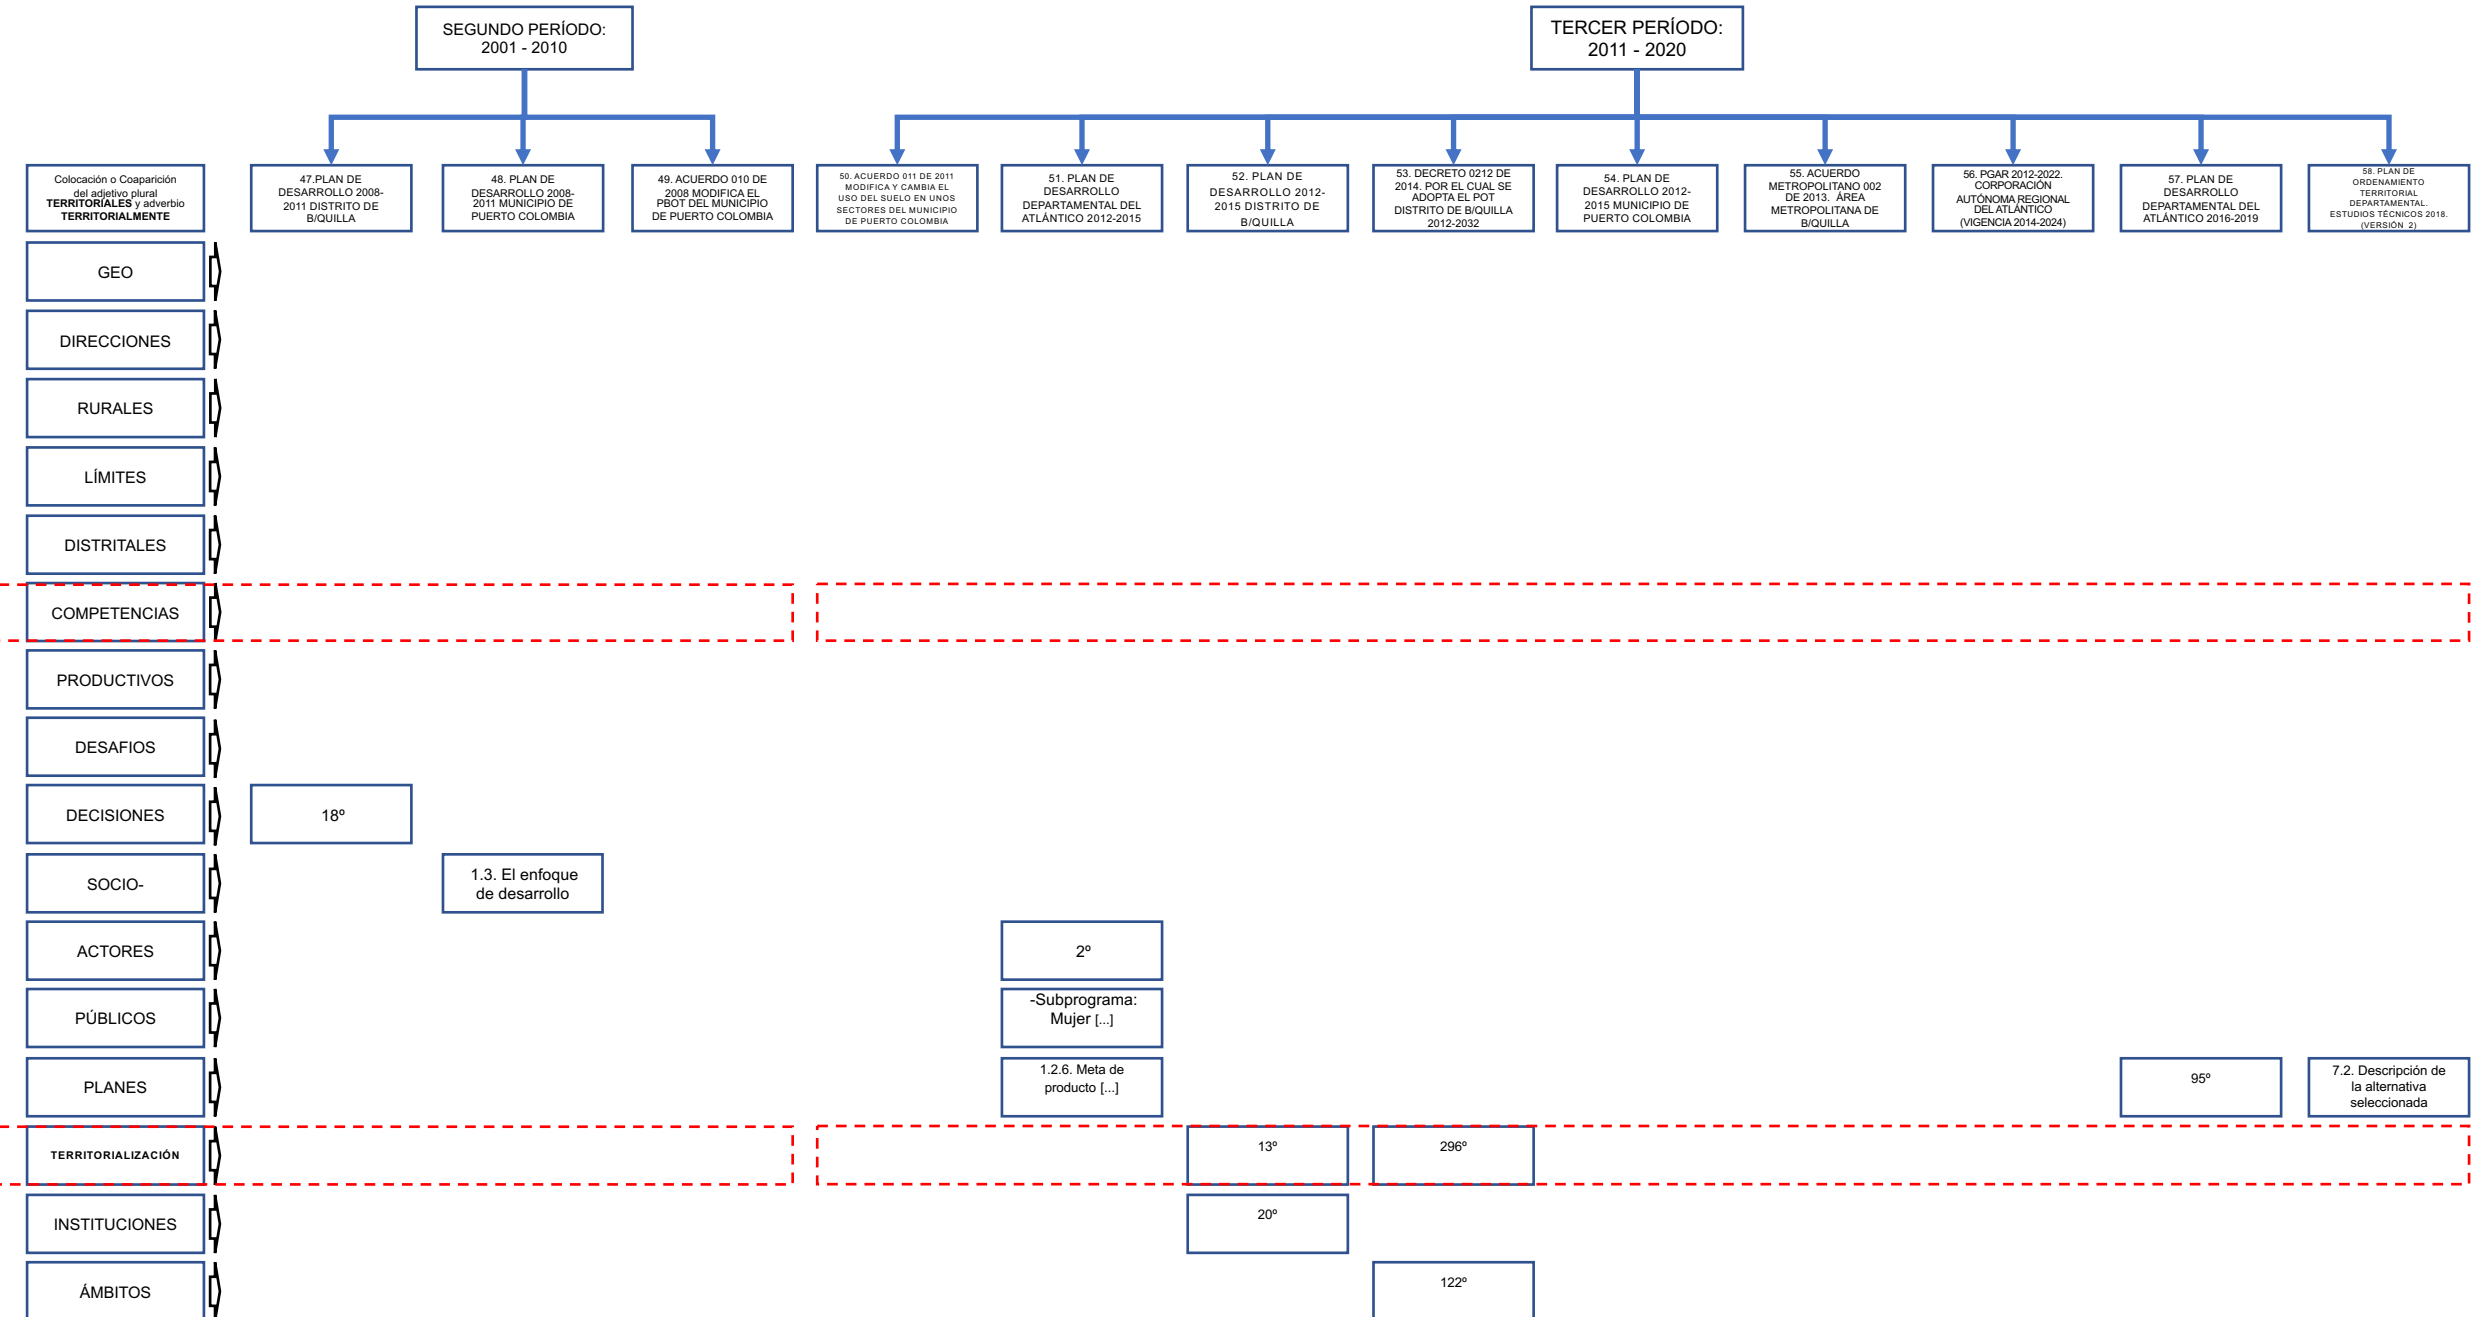 SEGUNDO PERÍODO:
2001 - 2010
TERCER PERÍODO:
2011 - 2020
Colocación o Coaparición
del adjetivo plural
TERRITORIALES y adverbio
TERRITORIALMENTE
47.PLAN DE
DESARROLLO 2008-
2011 DISTRITO DE
B/QUILLA
48. PLAN DE
DESARROLLO 2008-
2011 MUNICIPIO DE
PUERTO COLOMBIA
49. ACUERDO 010 DE
2008 MODIFICA EL
PBOT DEL MUNICIPIO
DE PUERTO COLOMBIA
50. ACUERDO 011 DE 2011
MODIFICA Y CAMBIA EL
USO DEL SUELO EN UNOS
SECTORES DEL MUNICIPIO
DE PUERTO COLOMBIA
51. PLAN DE
DESARROLLO
DEPARTAMENTAL DEL
ATLÁNTICO 2012-2015
52. PLAN DE
DESARROLLO 2012-
2015 DISTRITO DE
B/QUILLA
53. DECRETO 0212 DE
2014. POR EL CUAL SE
ADOPTA EL POT
DISTRITO DE B/QUILLA
2012-2032
54. PLAN DE
DESARROLLO 2012-
2015 MUNICIPIO DE
PUERTO COLOMBIA
55. ACUERDO
METROPOLITANO 002
DE 2013. ÁREA
METROPOLITANA DE
B/QUILLA
56. PGAR 2012-2022.
CORPORACIÓN
AUTÓNOMA REGIONAL
DEL ATLÁNTICO
(VIGENCIA 2014-2024)
57. PLAN DE
DESARROLLO
DEPARTAMENTAL DEL
ATLÁNTICO 2016-2019
58. PLAN DE
ORDENAMIENTO
TERRITORIAL
DEPARTAMENTAL.
ESTUDIOS TÉCNICOS 2018.
(VERSIÓN 2)
GEO
DIRECCIONES
RURALES
LÍMITES
DISTRITALES
COMPETENCIAS
PRODUCTIVOS
DESAFIOS
DECISIONES
18º
SOCIO-
1.3. El enfoque
de desarrollo
ACTORES
2º
PÚBLICOS
-Subprograma:
Mujer [...]
PLANES
1.2.6. Meta de
producto [...]
95º
7.2. Descripción de
la alternativa
seleccionada
TERRITORIALIZACIÓN
13º
296º
INSTITUCIONES
20º
ÁMBITOS
122º